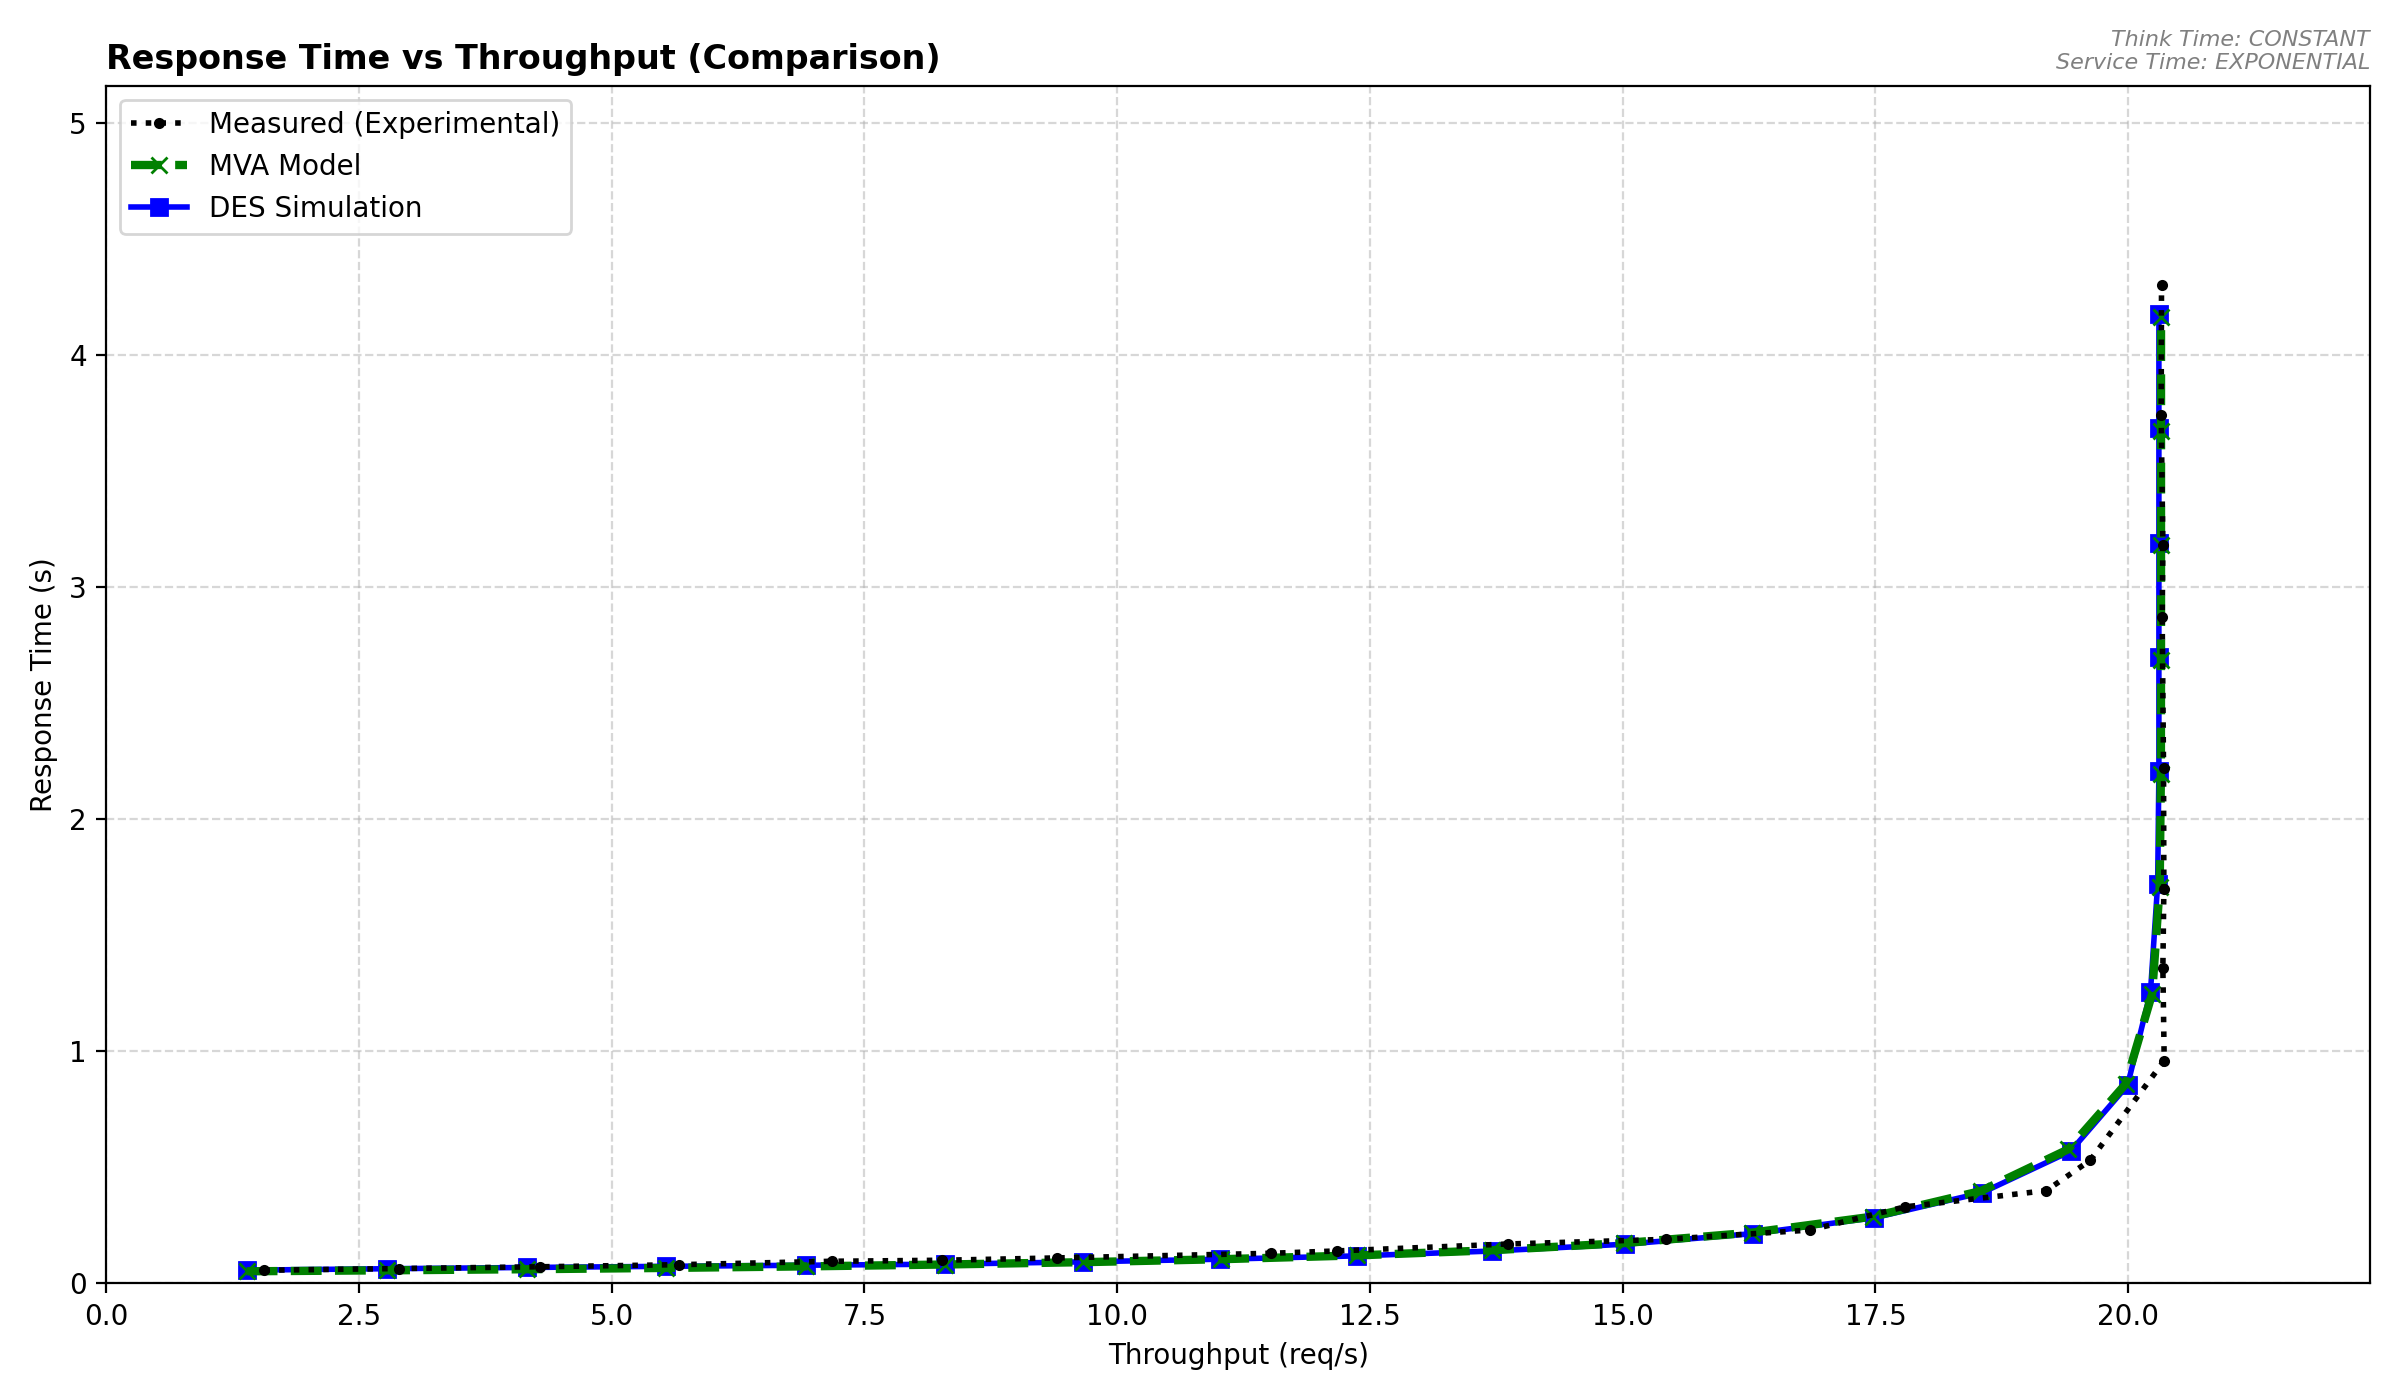 Response Time vs Throughput (Comparison)
Think Time: CONSTANT
Service Time: EXPONENTIAL
Measured (Experimental)
MVA Model
DES Simulation
5
4
3
2
1
0
Response Time (s)
0.0 2.5 5.0 7.5 10.0 12.5 15.0 17.5 20.0
Throughput (req/s)